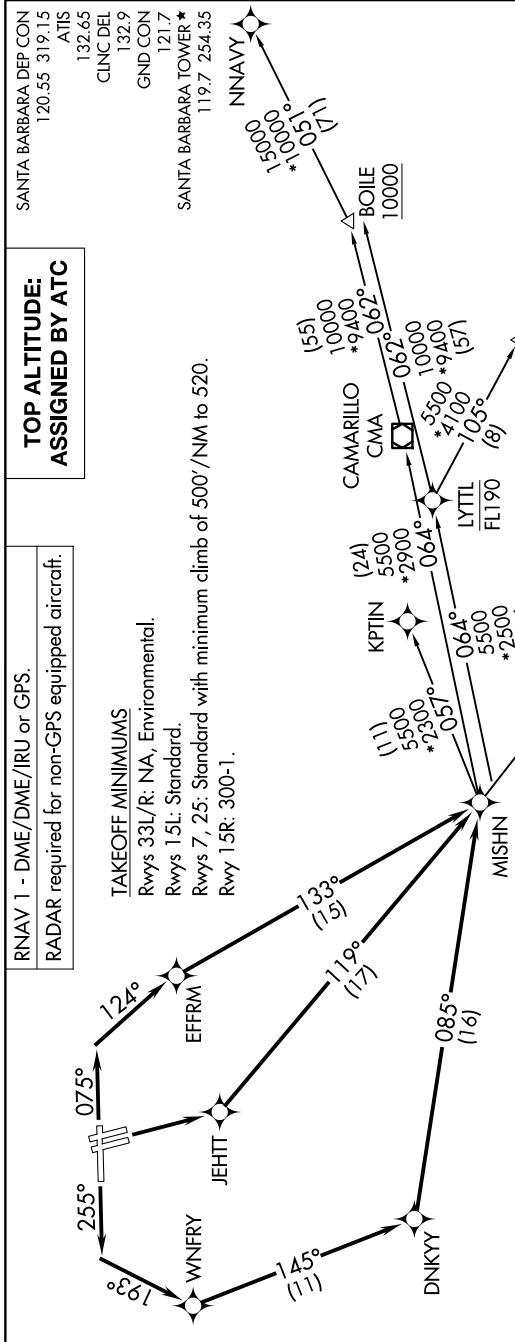 RNAV 1 - DME/DME/IRU or GPS.
RADAR required for non-GPS equipped aircraft.
TOP ALTITUDE:
ASSIGNED BY ATC
SANTA BARBARA DEP CON
120.55 319.15
ATIS
132.65
CLNC DEL
132.9
GND CON
121.7
SANTA BARBARA TOWER★
119.7 254.35
TAKEOFF MINIMUMS
Rwys 33L/R: NA, Environmental.
Rwys 15L: Standard.
Rwys 7, 25: Standard with minimum climb of 500'/NM to 520.
Rwy 15R: 300-1.
255°
075°
124°
193°
EFFRM
JEHTT
WNFRY
133°
(15)
119°
(17)
145°
(11)
DNKYY
085°
(16)
MISHN
(11)
5500
*2300
057°
KPTIN
(24)
5500
*2900
064°
064°
5500
*2500
CAMARILLO
CMA
LYTTL
FL190
(55)
10000
*9400
062°
062°
10000
*9400
(57)
5500
*4100
105°
(8)
BOILE
10000
15000
*10000
051°
(71)
NNAVY